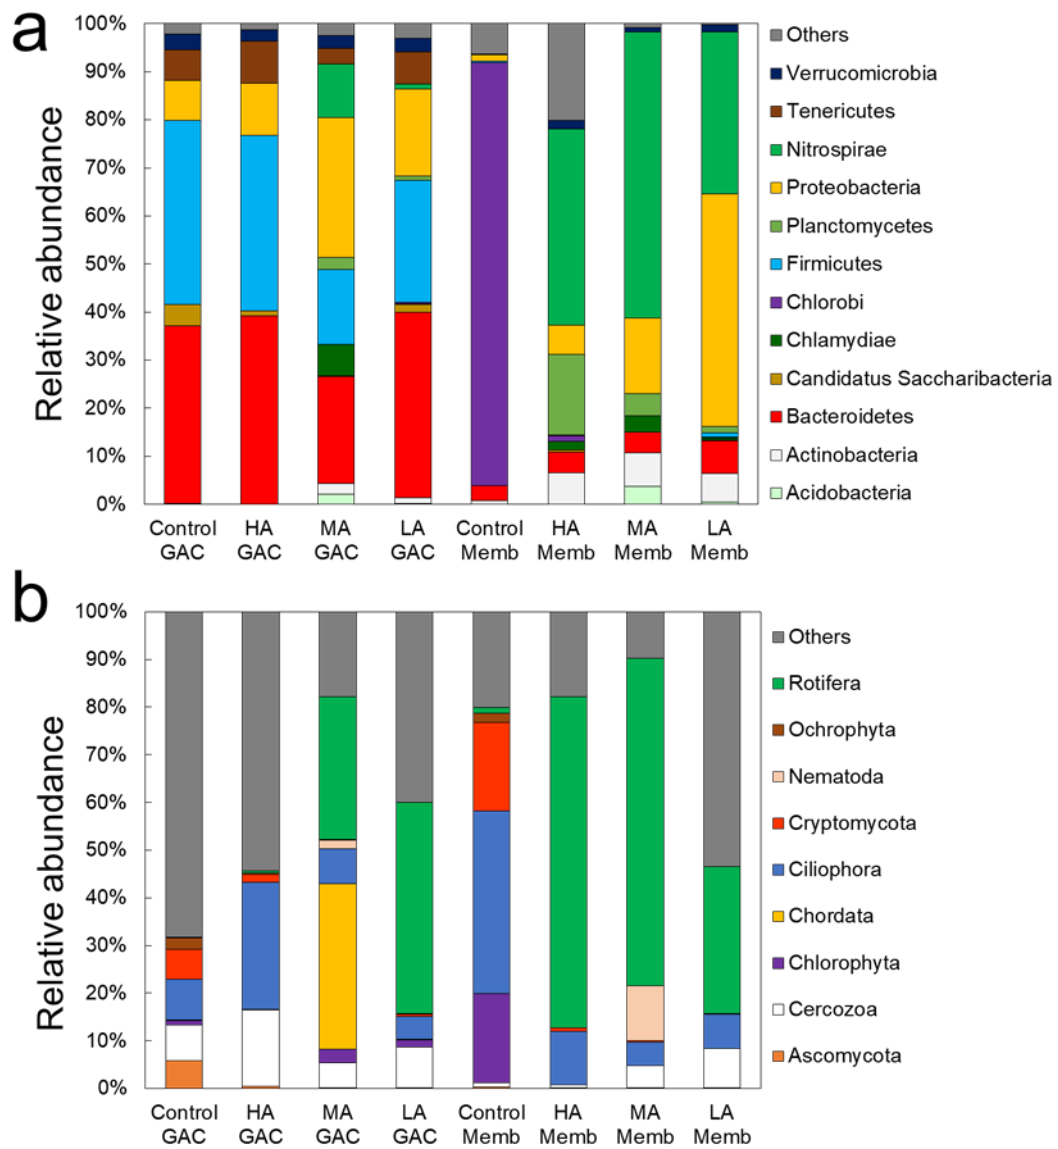 a
Relative abundance
100%
90%
80%
70%
60%
50%
40%
30%
20%
10%
0%
Control GAC
HA GAC
MA GAC
LA GAC
Control Memb
HA Memb
MA Memb
LA Memb
Others
Verrucomicrobia
Tenericutes
Nitrospirae
Proteobacteria
Planctomycetes
Firmicutes
Chlorobi
Chlamydiae
Candidatus Saccharibacteria
Bacteroidetes
Actinobacteria
Acidobacteria
b
Relative abundance
100%
90%
80%
70%
60%
50%
40%
30%
20%
10%
0%
Control GAC
HA GAC
MA GAC
LA GAC
Control Memb
HA Memb
MA Memb
LA Memb
Others
Rotifera
Ochrophyta
Nematoda
Cryptomycota
Ciliophora
Chordata
Chlorophyta
Cercozoa
Ascomycota